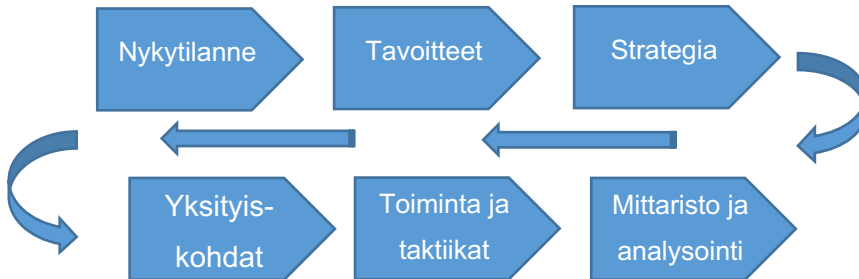 Nykytilanne
Tavoitteet
Strategia
Yksityis-
kohdat
Toiminta ja
taktiikat
Mittaristo ja
analysointi